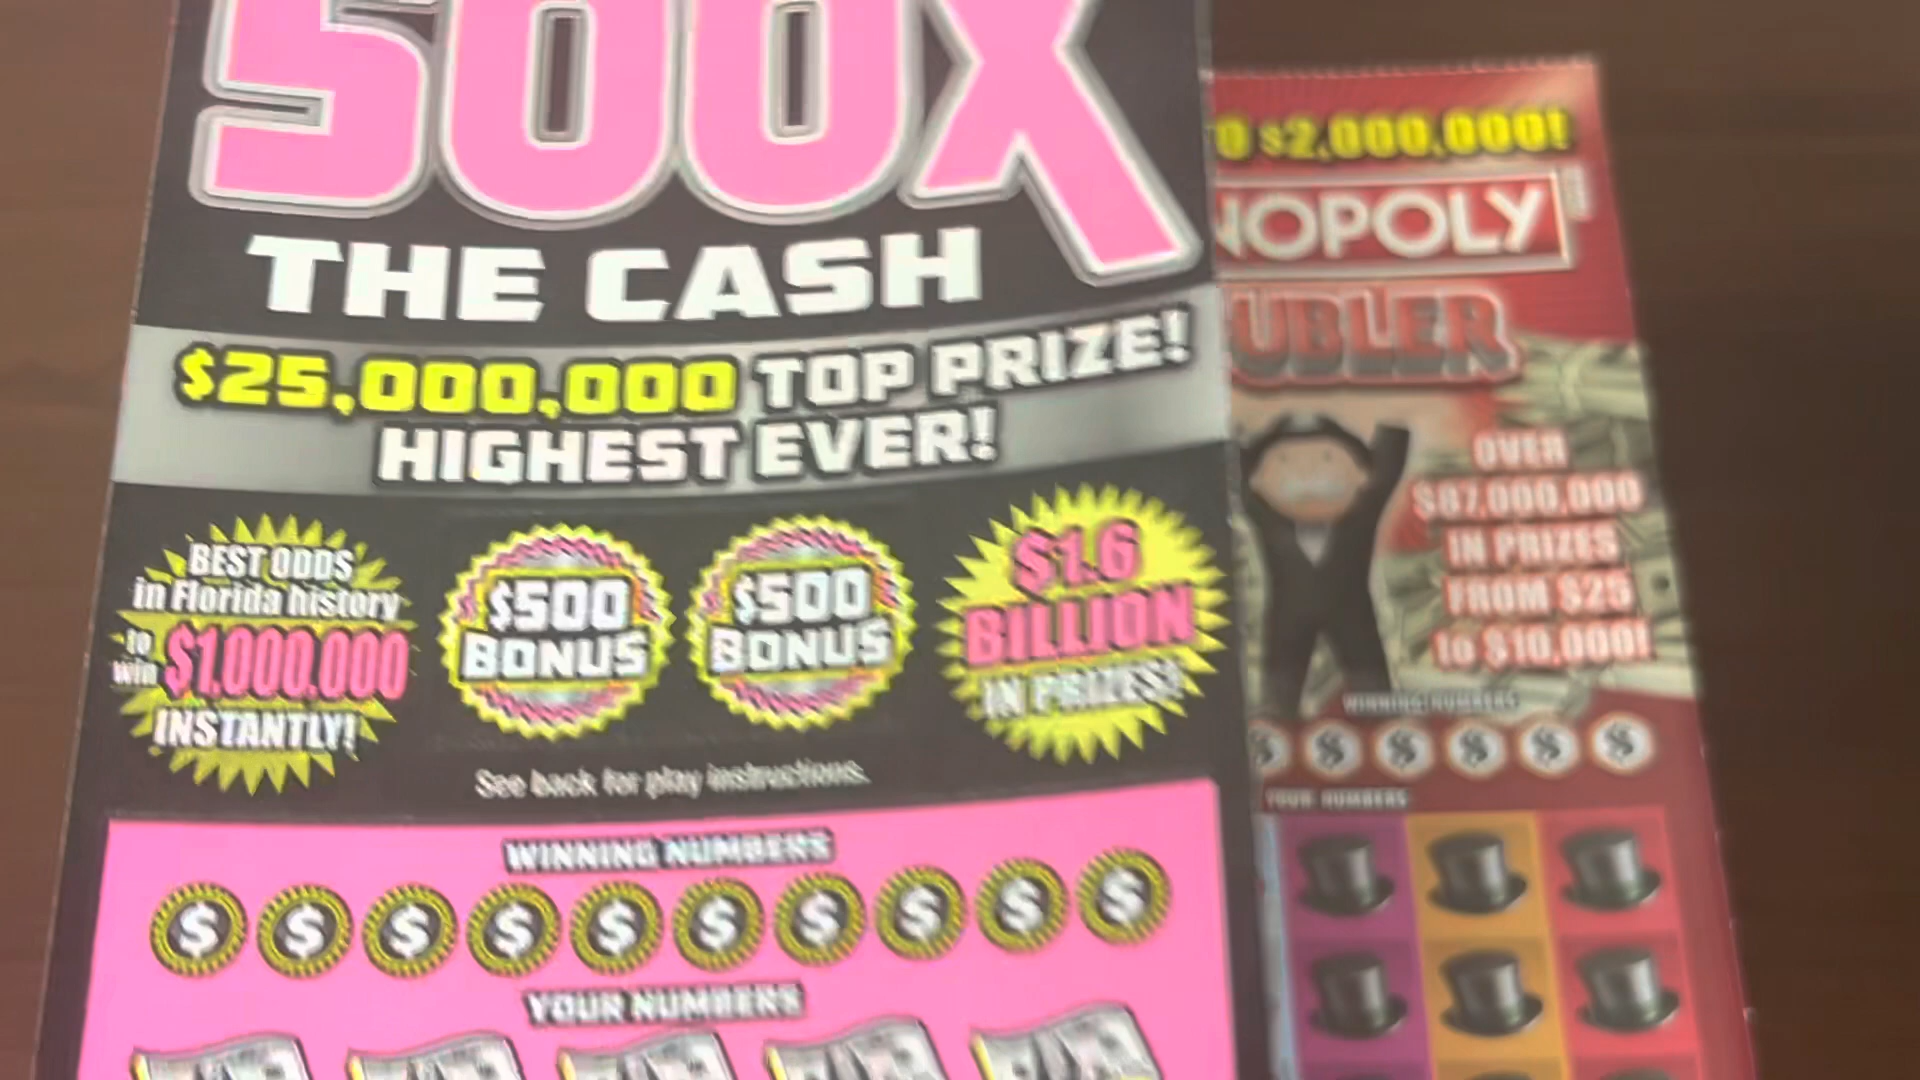 500X
THE CASH
$25,000,000 TOP PRIZE!
HIGHEST EVER!
BEST ODDS
in Florida history
to
win $1,000,000
INSTANTLY!
$500
BONUS
$500
BONUS
$1.6
BILLION
IN PRIZES!
See back for play instructions.
WINNING NUMBERS
$ $ $ $ $ $ $ $ $ $
YOUR NUMBERS
O $2,000,000!
NOPOLY
UBLER
OVER
$87,000,000
IN PRIZES
FROM $25
to $10,000!
WINNING NUMBERS
$ $ $ $ $ $
YOUR NUMBERS